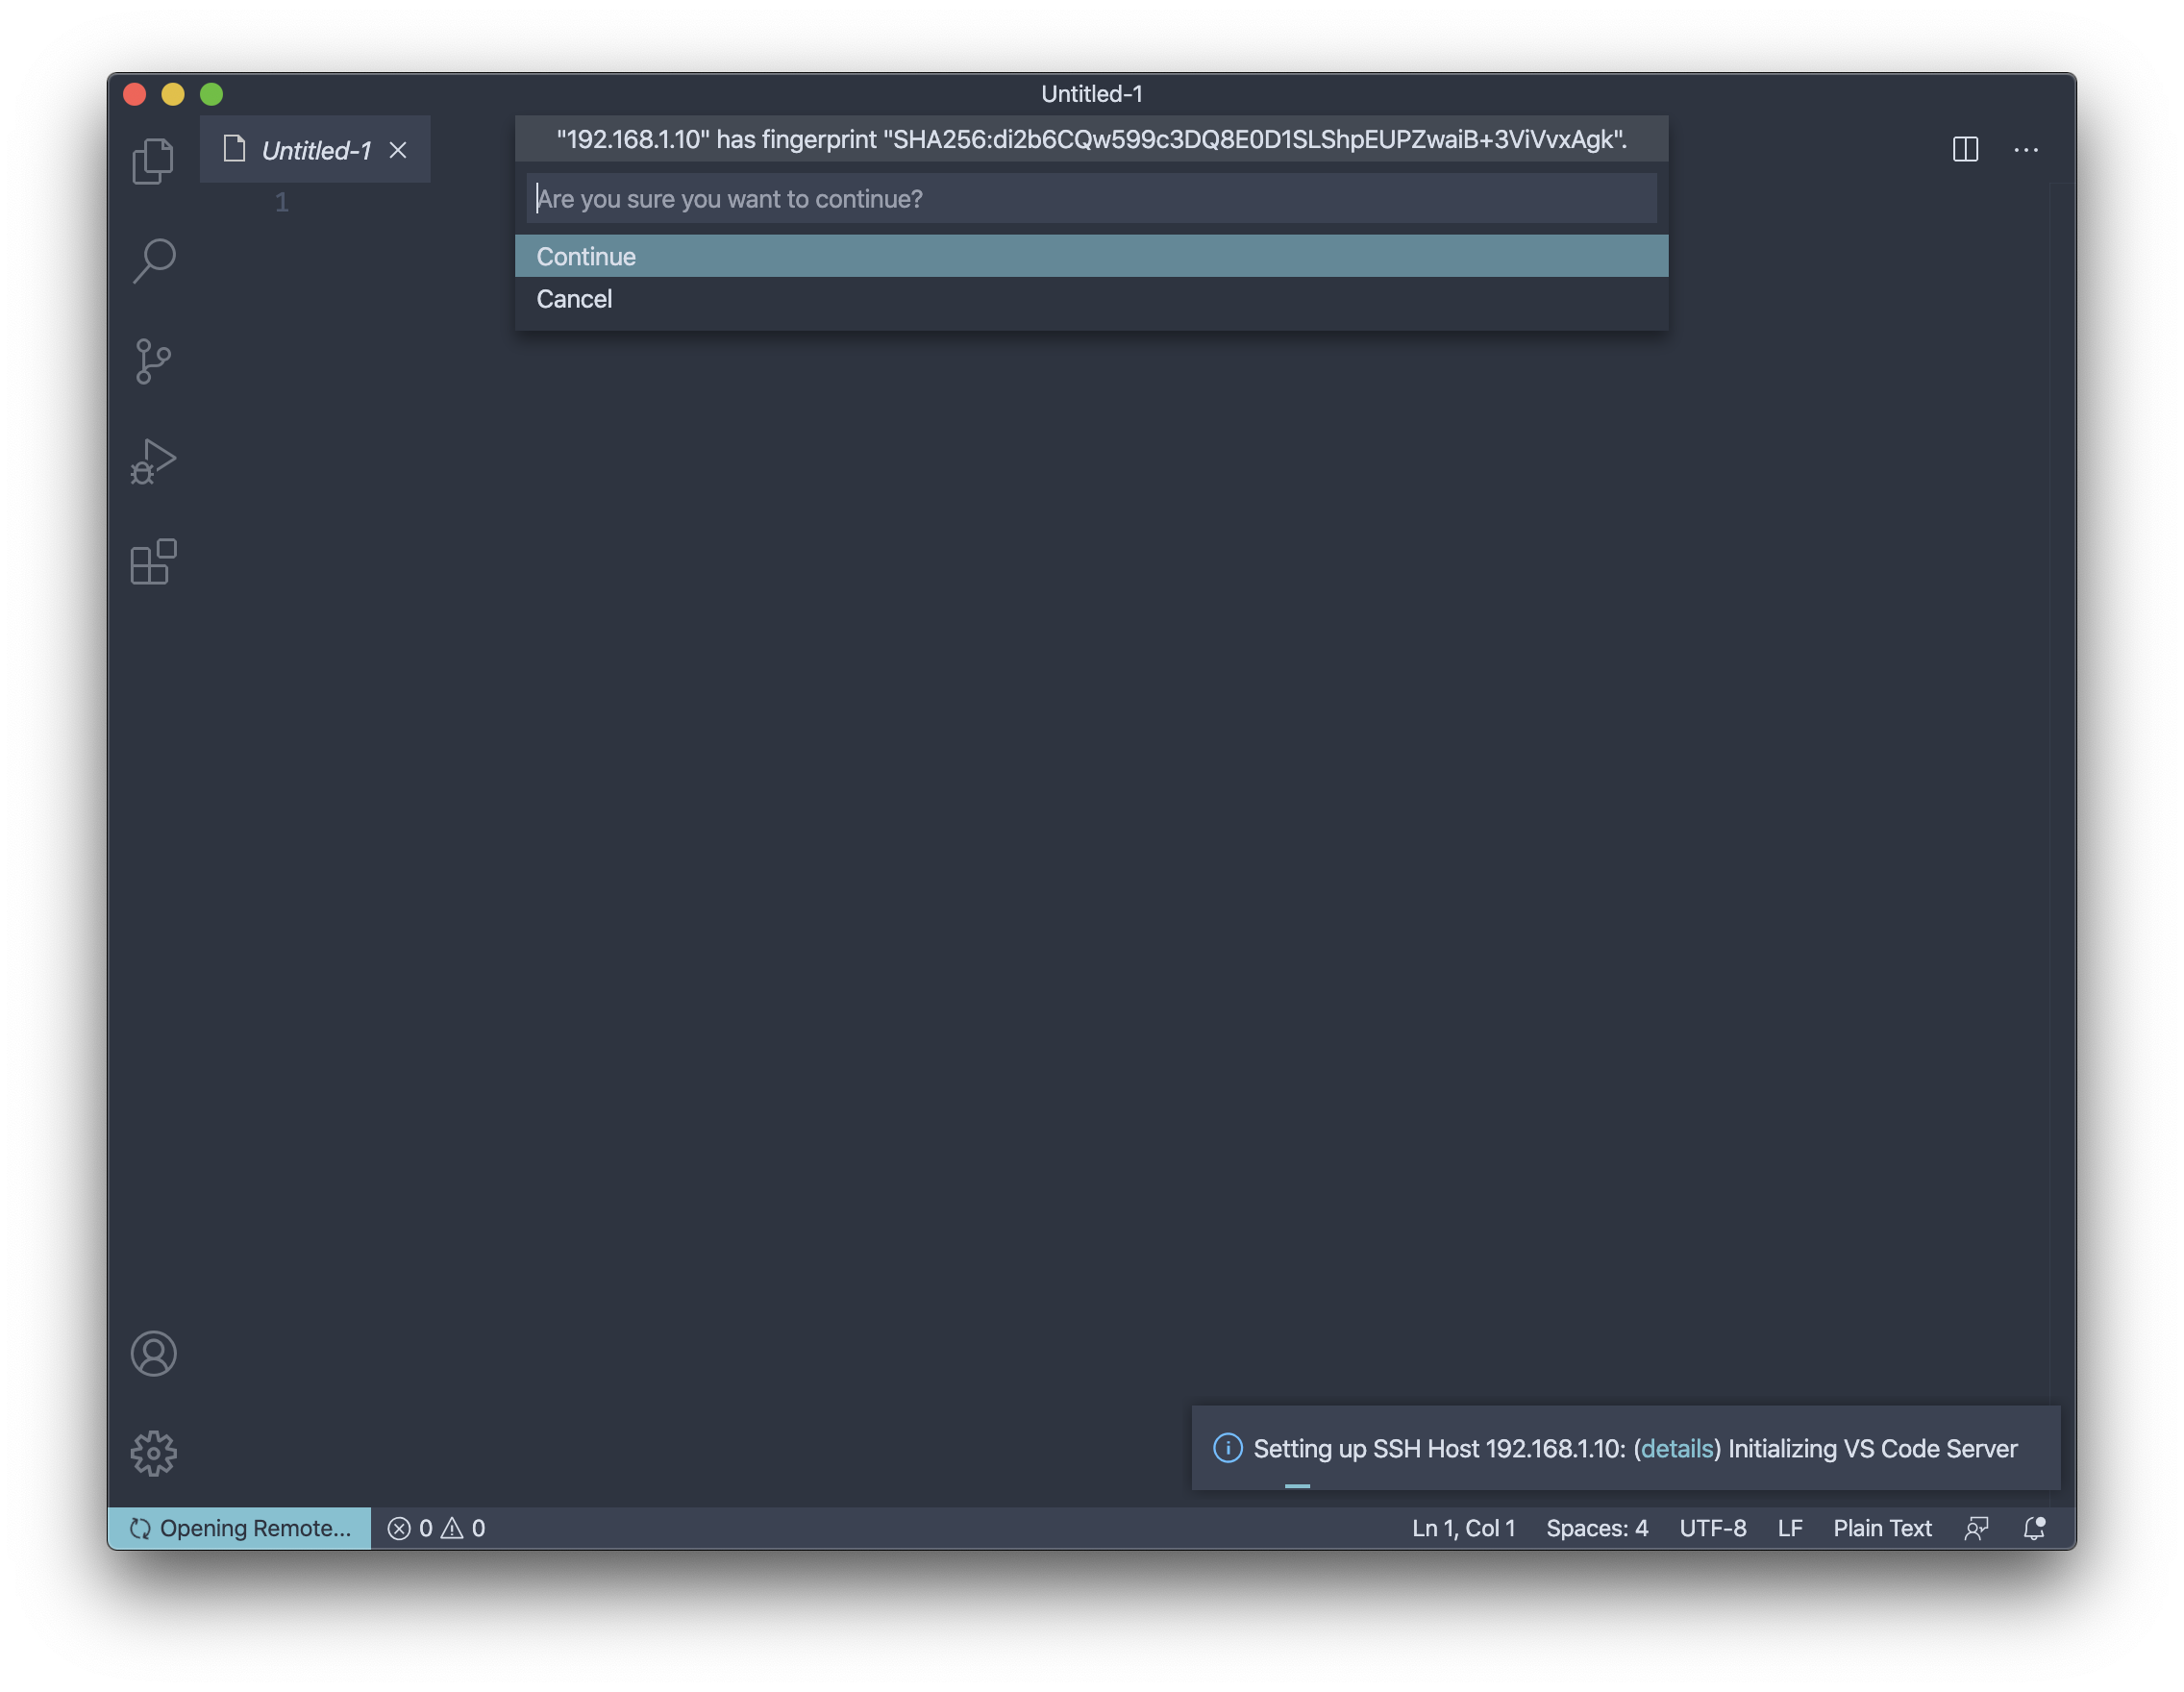 Untitled-1
Untitled-1
"192.168.1.10" has fingerprint "SHA256:di2b6CQw599c3DQ8E0D1SLShpEUPZwaiB+3ViVvxAgk".
Are you sure you want to continue?
Continue
Cancel
1
Setting up SSH Host 192.168.1.10: (details) Initializing VS Code Server
Opening Remote... 0 0 Ln 1, Col 1 Spaces: 4 UTF-8 LF Plain Text